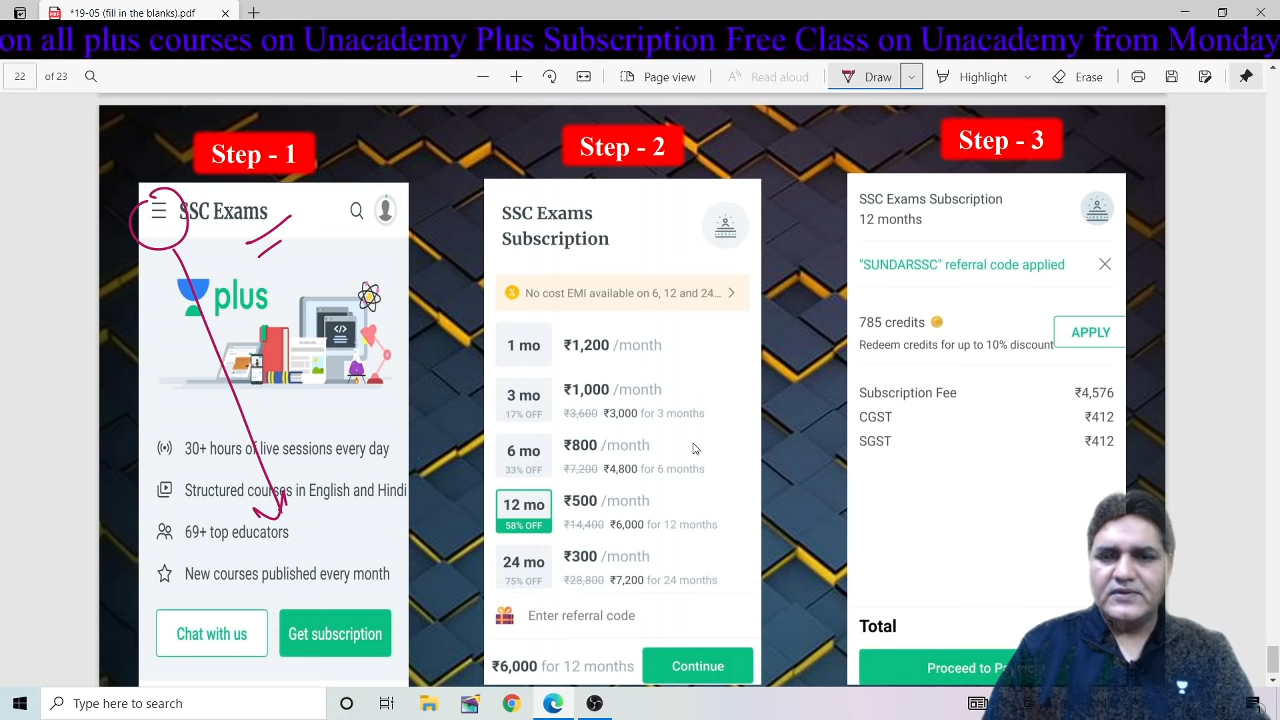 *19-05 (fill in the blanks).pdf
on all plus courses on Unacademy Plus Subscription Free Class on Unacademy from Monday
22 of 23
Page view
Read aloud
Draw
Highlight
Erase
Step - 1
SSC Exams
plus
30+ hours of live sessions every day
Structured courses in English and Hindi
69+ top educators
New courses published every month
Chat with us
Get subscription
Step - 2
SSC Exams
Subscription
No cost EMI available on 6, 12 and 24...
1 mo ₹1,200 /month
3 mo ₹1,000 /month
17% OFF ₹3,600 ₹3,000 for 3 months
6 mo ₹800 /month
33% OFF ₹7,200 ₹4,800 for 6 months
12 mo ₹500 /month
58% OFF ₹14,400 ₹6,000 for 12 months
24 mo ₹300 /month
75% OFF ₹28,800 ₹7,200 for 24 months
Enter referral code
₹6,000 for 12 months Continue
Step - 3
SSC Exams Subscription
12 months
"SUNDARSSC" referral code applied
785 credits
APPLY
Redeem credits for up to 10% discount
Subscription Fee ₹4,576
CGST ₹412
SGST ₹412
Total
Proceed to
Type here to search